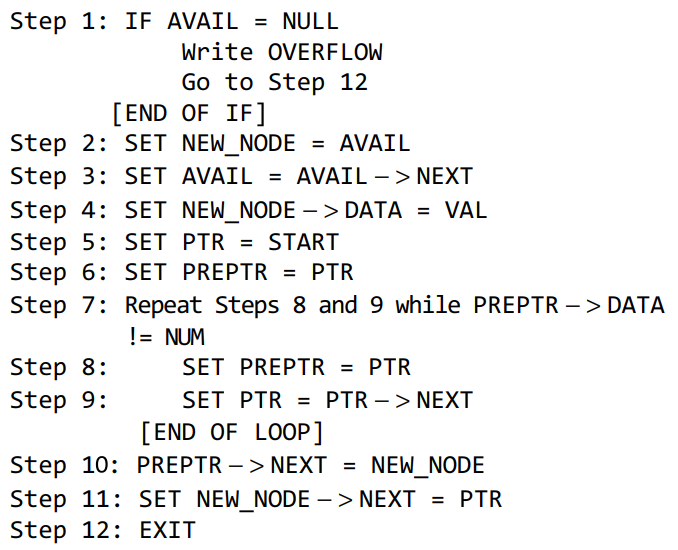 Step 1: IF AVAIL = NULL
Write OVERFLOW
Go to Step 12
[END OF IF]
Step 2: SET NEW_NODE = AVAIL
Step 3: SET AVAIL = AVAIL->NEXT
Step 4: SET NEW_NODE->DATA = VAL
Step 5: SET PTR = START
Step 6: SET PREPTR = PTR
Step 7: Repeat Steps 8 and 9 while PREPTR->DATA
!= NUM
Step 8: SET PREPTR = PTR
Step 9: SET PTR = PTR->NEXT
[END OF LOOP]
Step 10: PREPTR->NEXT = NEW_NODE
Step 11: SET NEW_NODE->NEXT = PTR
Step 12: EXIT